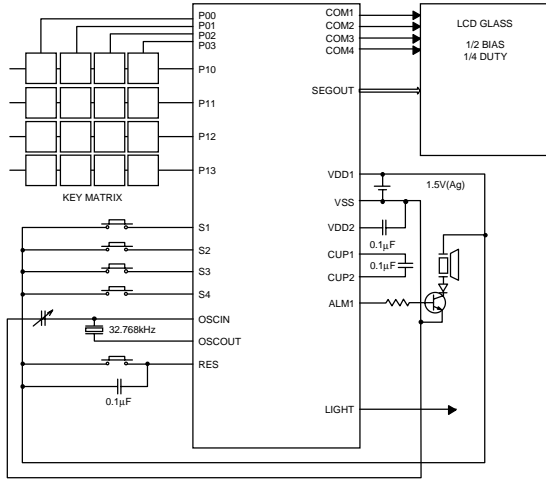 P00
P01
P02
P03
P10
P11
P12
P13
KEY MATRIX
S1
S2
S3
S4
OSCIN
32.768kHz
OSCOUT
RES
0.1μF
COM1
COM2
COM3
COM4
SEGOUT
LCD GLASS
1/2 BIAS
1/4 DUTY
VDD1
1.5V(Ag)
VSS
VDD2
0.1μF
CUP1
0.1μF
CUP2
ALM1
LIGHT